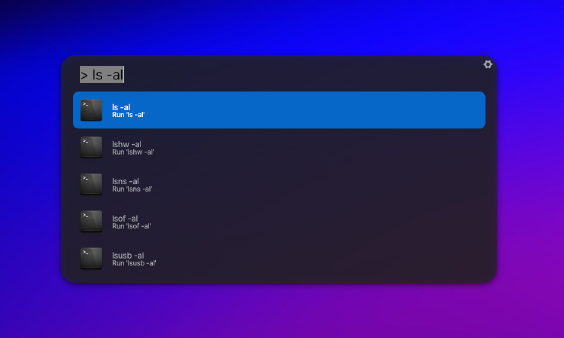 > ls -al
ls -al
Run 'ls -al'
lshw -al
Run 'lshw -al'
lsns -al
Run 'lsns -al'
lsof -al
Run 'lsof -al'
lsusb -al
Run 'lsusb -al'